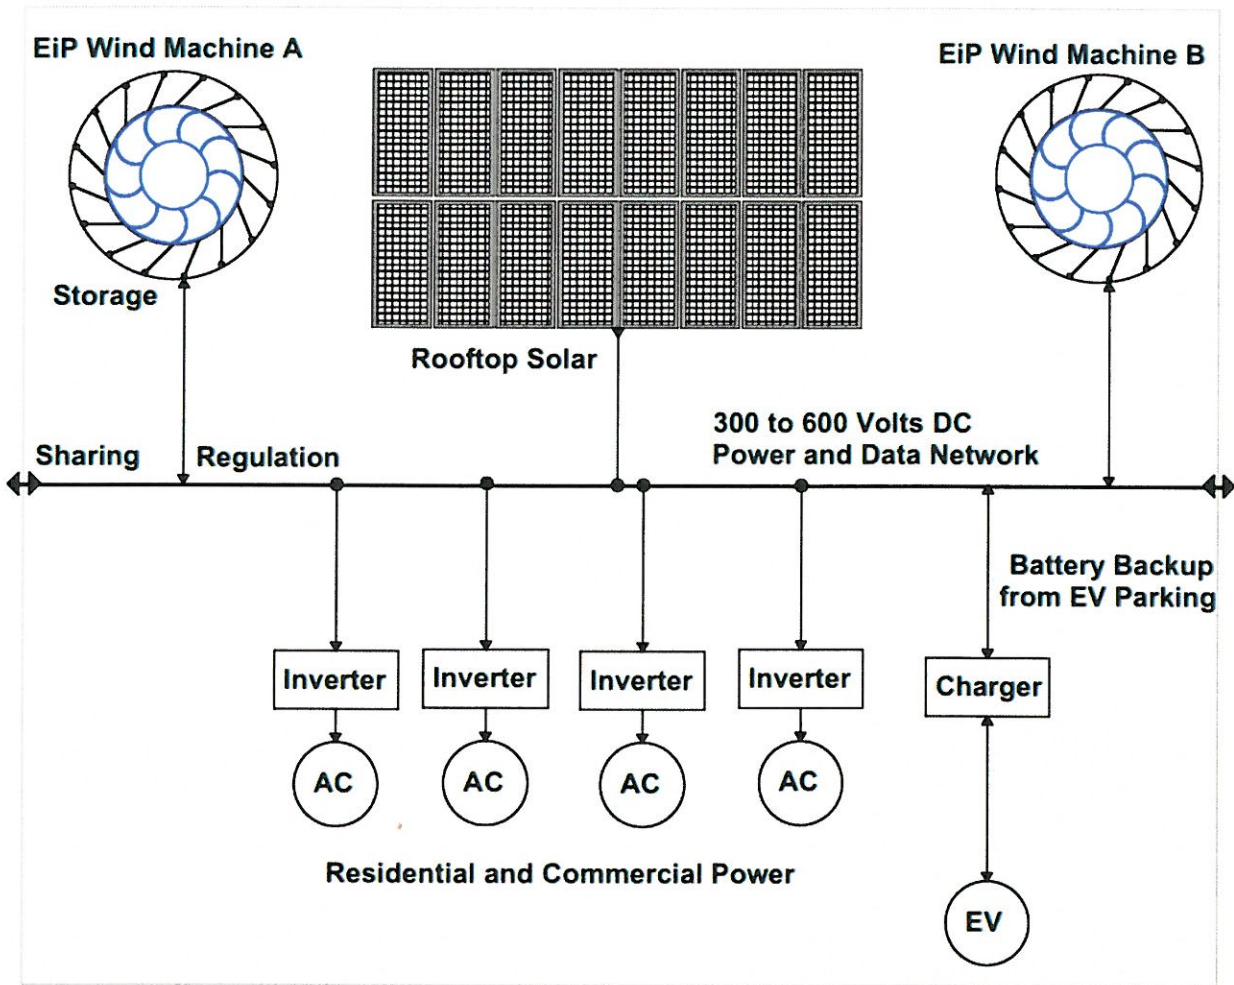 EiP Wind Machine A
EiP Wind Machine B
Storage
Rooftop Solar
300 to 600 Volts DC
Power and Data Network
Sharing
Regulation
Battery Backup
from EV Parking
Inverter
Inverter
Inverter
Inverter
Charger
AC
AC
AC
AC
Residential and Commercial Power
EV